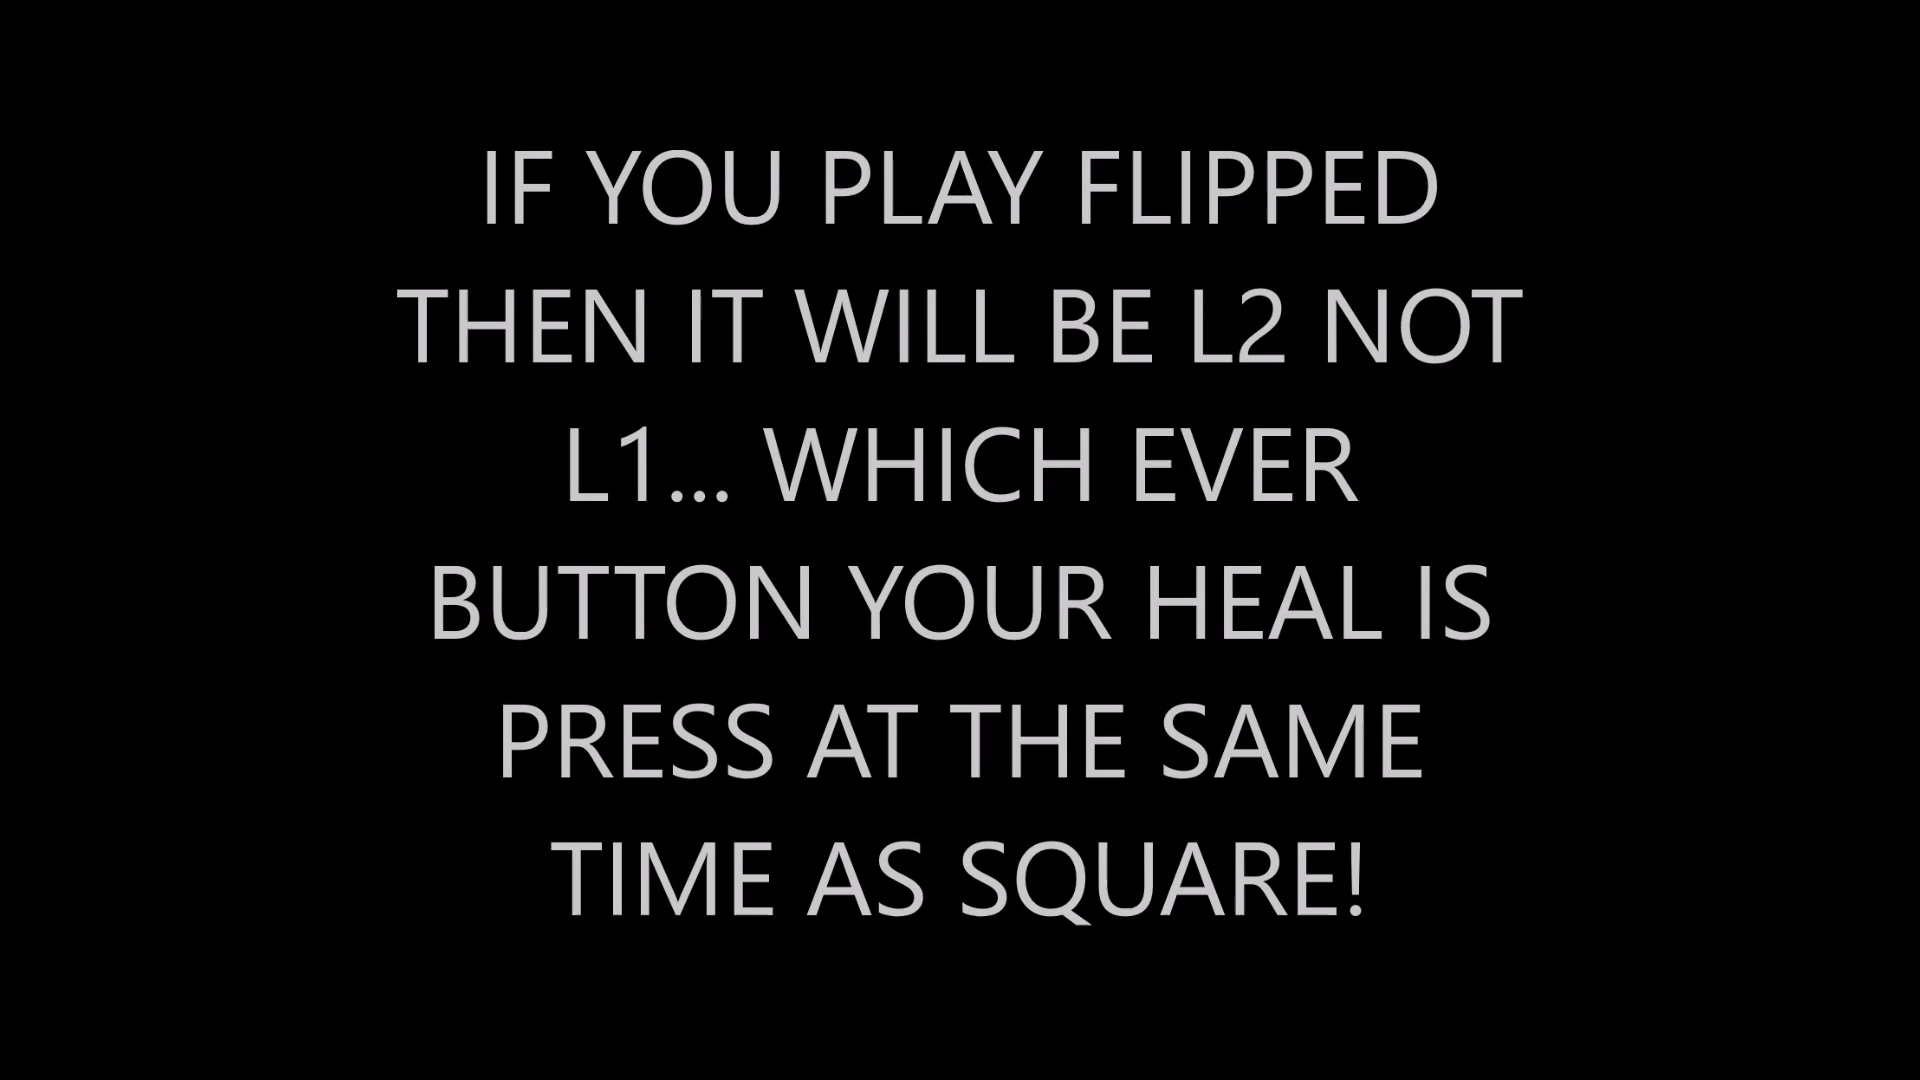 IF YOU PLAY FLIPPED
THEN IT WILL BE L2 NOT
L1... WHICH EVER
BUTTON YOUR HEAL IS
PRESS AT THE SAME
TIME AS SQUARE!